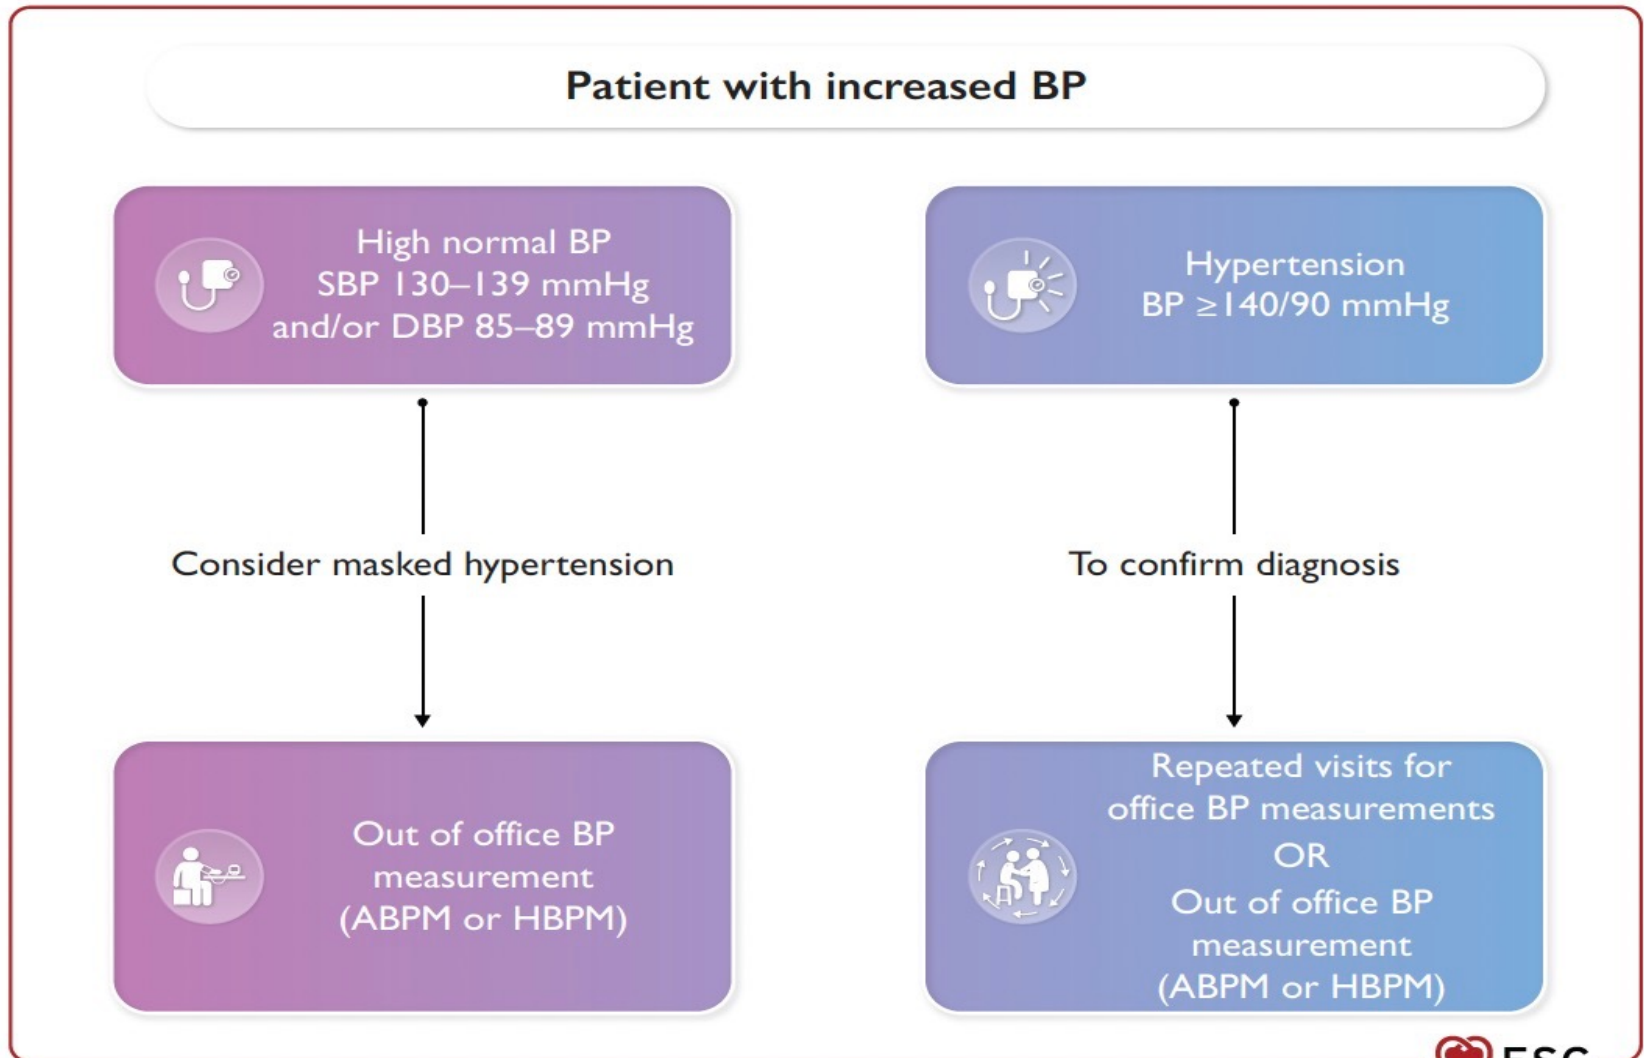 Patient with increased BP
High normal BP
SBP 130–139 mmHg
and/or DBP 85–89 mmHg
Hypertension
BP ≥140/90 mmHg
Consider masked hypertension
To confirm diagnosis
Out of office BP
measurement
(ABPM or HBPM)
Repeated visits for
office BP measurements
OR
Out of office BP
measurement
(ABPM or HBPM)
ESC